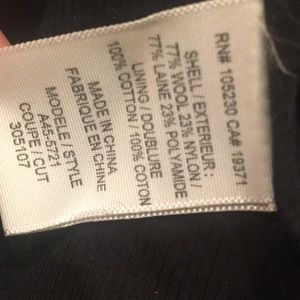 RN# 105230 CA# 19371
SHELL / EXTERIEUR :
77% WOOL 23% NYLON /
77% LAINE 23% POLYAMIDE
LINING / DOUBLURE
100% COTTON / 100% COTON
MADE IN CHINA
FABRIQUE EN CHINE
MODELE / STYLE
A45-5721
COUPE / CUT
305107